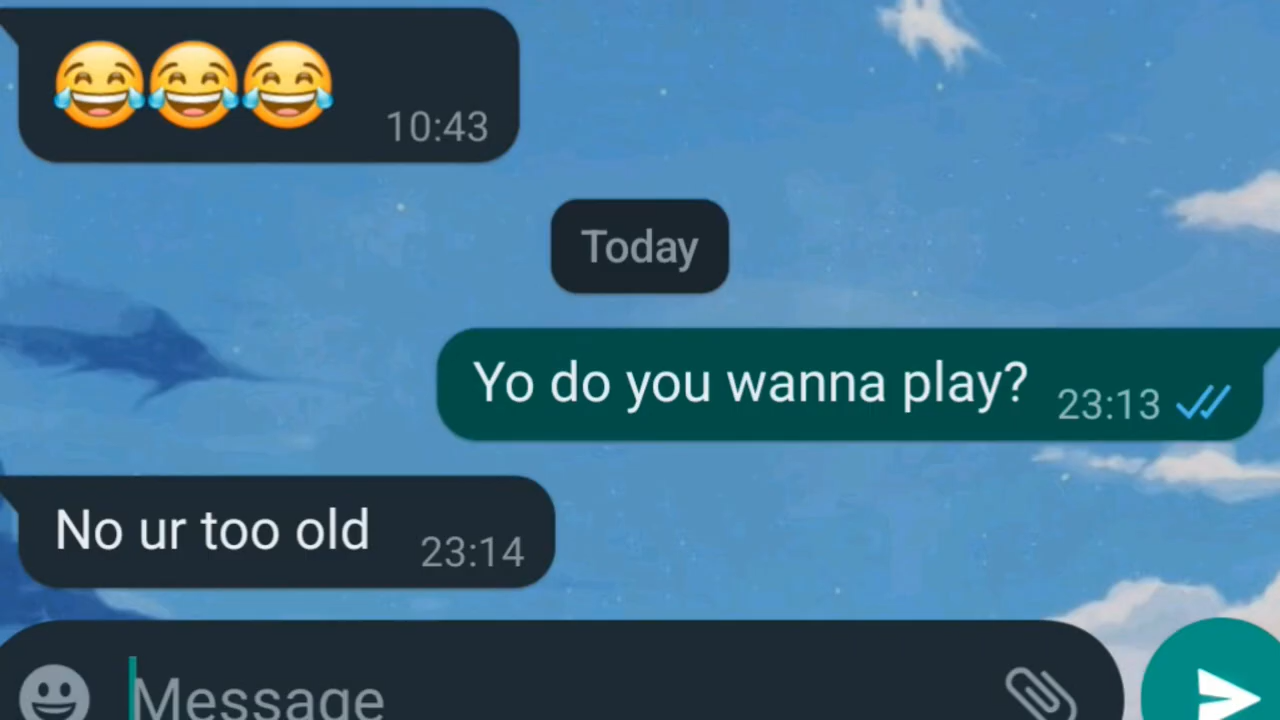 😂😂😂 10:43
Today
Yo do you wanna play? 23:13
No ur too old 23:14
Message